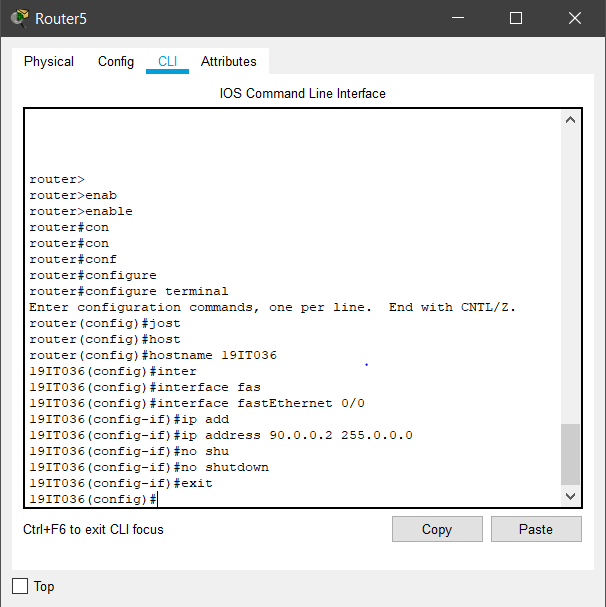 Router5
Physical Config CLI Attributes
IOS Command Line Interface
router>
router>enab
router>enable
router#con
router#con
router#conf
router#configure
router#configure terminal
Enter configuration commands, one per line.  End with CNTL/Z.
router(config)#jost
router(config)#host
router(config)#hostname 19IT036
19IT036(config)#inter
19IT036(config)#interface fas
19IT036(config)#interface fastEthernet 0/0
19IT036(config-if)#ip add
19IT036(config-if)#ip address 90.0.0.2 255.0.0.0
19IT036(config-if)#no shu
19IT036(config-if)#no shutdown
19IT036(config-if)#exit
19IT036(config)#
Ctrl+F6 to exit CLI focus Copy Paste
Top